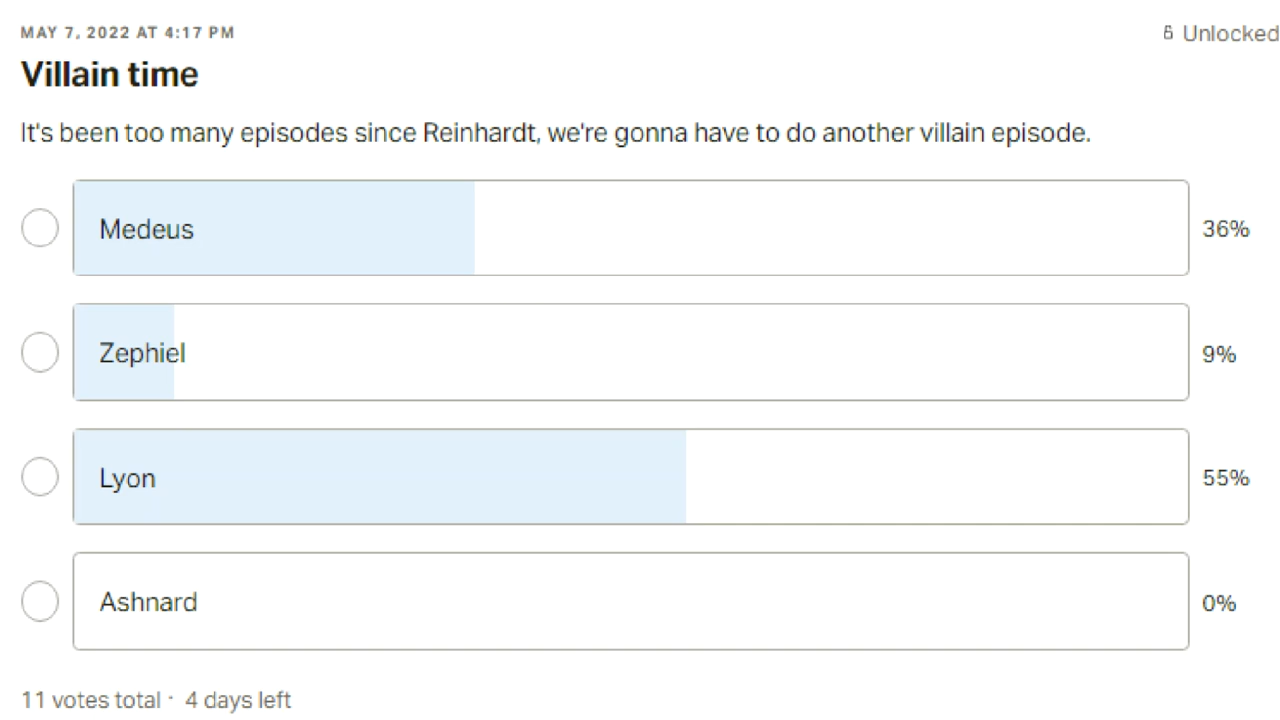 MAY 7, 2022 AT 4:17 PM
Unlocked
Villain time
It's been too many episodes since Reinhardt, we're gonna have to do another villain episode.
Medeus
36%
Zephiel
9%
Lyon
55%
Ashnard
0%
11 votes total · 4 days left